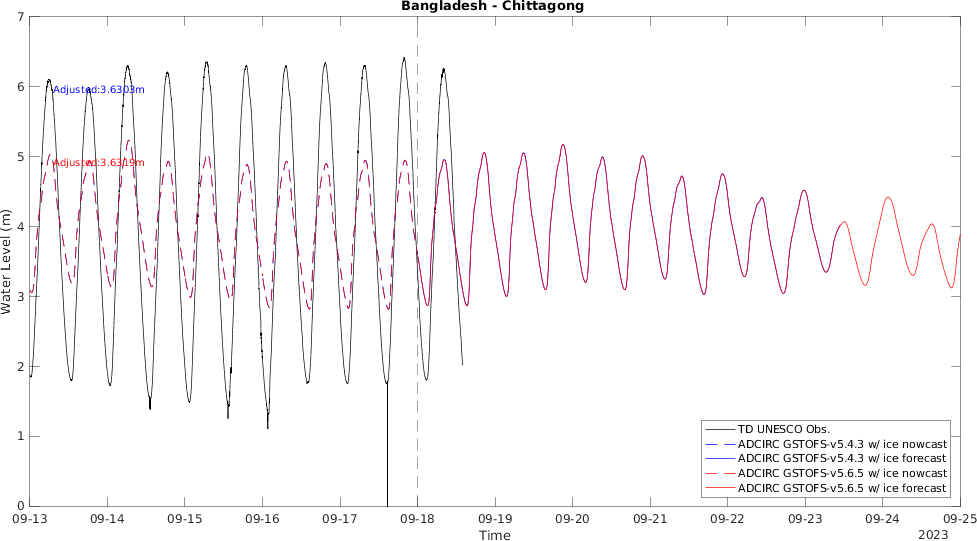 Bangladesh - Chittagong
7
6
5
4
3
2
1
0
Water Level (m)
Adjusted:3.6303m
Adjusted:3.6319m
TD UNESCO Obs.
ADCIRC GSTOFS-v5.4.3 w/ ice nowcast
ADCIRC GSTOFS-v5.4.3 w/ ice forecast
ADCIRC GSTOFS-v5.6.5 w/ ice nowcast
ADCIRC GSTOFS-v5.6.5 w/ ice forecast
09-13 09-14 09-15 09-16 09-17 09-18 09-19 09-20 09-21 09-22 09-23 09-24 09-25
Time
2023